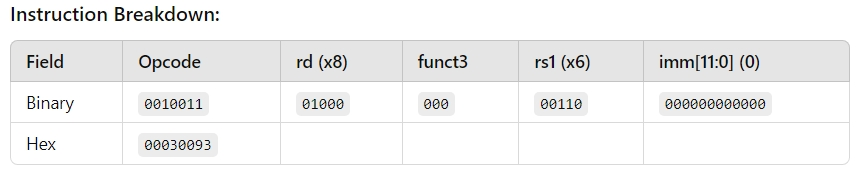 Instruction Breakdown:
Field Opcode rd (x8) funct3 rs1 (x6) imm[11:0] (0)
Binary 0010011 01000 000 00110 000000000000
Hex 00030093